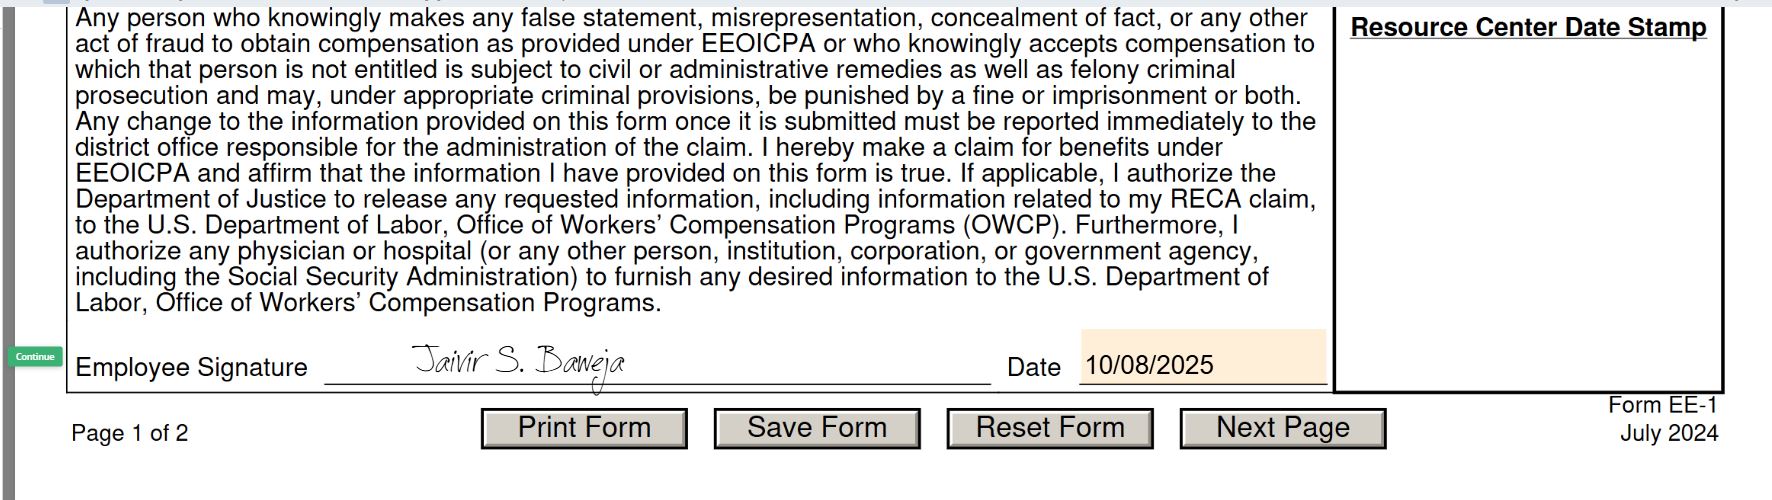 Any person who knowingly makes any false statement, misrepresentation, concealment of fact, or any other
act of fraud to obtain compensation as provided under EEOICPA or who knowingly accepts compensation to
which that person is not entitled is subject to civil or administrative remedies as well as felony criminal
prosecution and may, under appropriate criminal provisions, be punished by a fine or imprisonment or both.
Any change to the information provided on this form once it is submitted must be reported immediately to the
district office responsible for the administration of the claim. I hereby make a claim for benefits under
EEOICPA and affirm that the information I have provided on this form is true. If applicable, I authorize the
Department of Justice to release any requested information, including information related to my RECA claim,
to the U.S. Department of Labor, Office of Workers’ Compensation Programs (OWCP). Furthermore, I
authorize any physician or hospital (or any other person, institution, corporation, or government agency,
including the Social Security Administration) to furnish any desired information to the U.S. Department of
Labor, Office of Workers’ Compensation Programs.
Resource Center Date Stamp
Continue
Employee Signature Jaivir S. Baweja Date 10/08/2025
Page 1 of 2
Print Form Save Form Reset Form Next Page
Form EE-1
July 2024